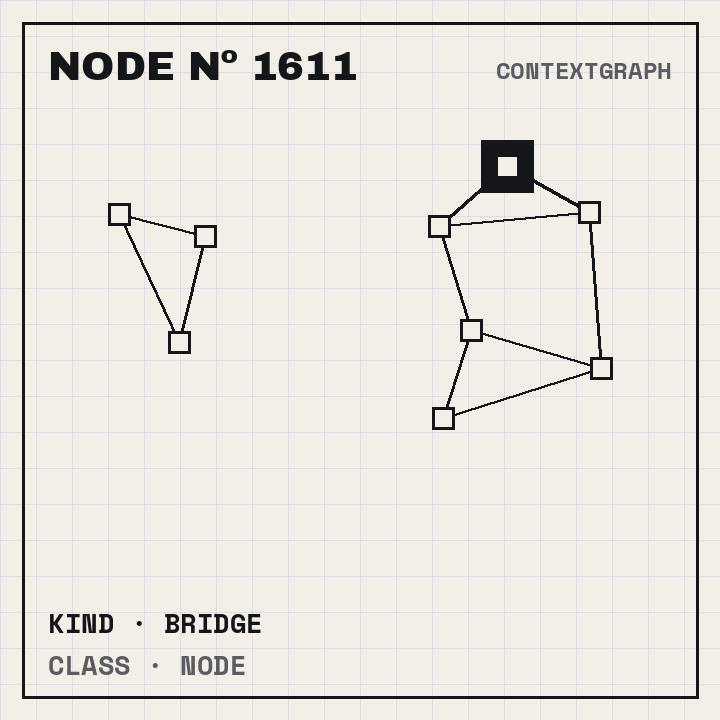 NODE Nº 1611
CONTEXTGRAPH
KIND · BRIDGE
CLASS · NODE